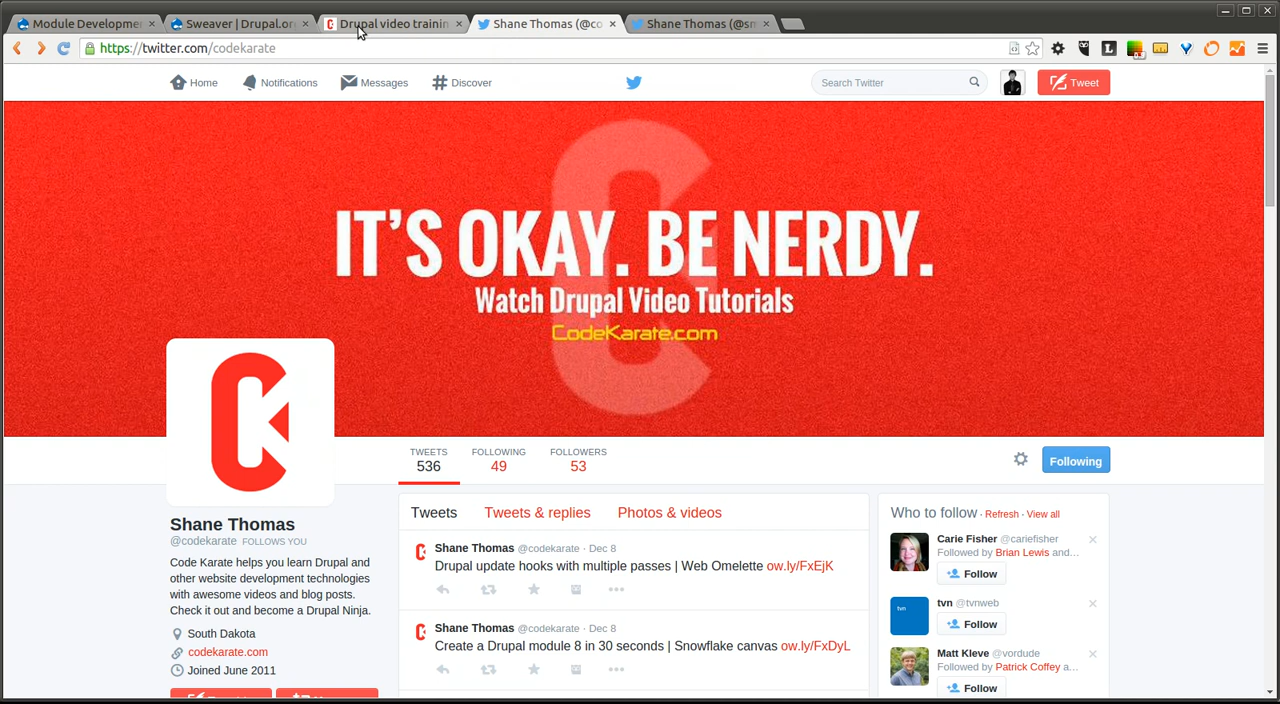 Module Developmen
Sweaver | Drupal.or
Drupal video trainin
Shane Thomas (@co
Shane Thomas (@sm
https://twitter.com/codekarate
Home
Notifications
Messages
Discover
Search Twitter
Tweet
IT'S OKAY. BE NERDY.
Watch Drupal Video Tutorials
CodeKarate.com
TWEETS
536
FOLLOWING
49
FOLLOWERS
53
Following
Shane Thomas
@codekarate FOLLOWS YOU
Code Karate helps you learn Drupal and
other website development technologies
with awesome videos and blog posts.
Check it out and become a Drupal Ninja.
South Dakota
codekarate.com
Joined June 2011
Tweets
Tweets & replies
Photos & videos
Shane Thomas @codekarate · Dec 8
Drupal update hooks with multiple passes | Web Omelette ow.ly/FxEjK
Shane Thomas @codekarate · Dec 8
Create a Drupal module 8 in 30 seconds | Snowflake canvas ow.ly/FxDyL
Who to follow · Refresh · View all
Carie Fisher @cariefisher
Followed by Brian Lewis and...
Follow
tvn
tvn @tvnweb
Follow
Matt Kleve @vordude
Followed by Patrick Coffey a...
Follow